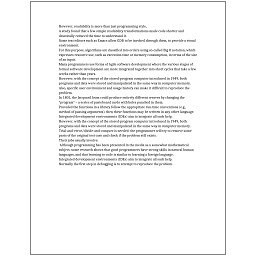 However, readability is more than just programming style.
A study found that a few simple readability transformations made code shorter and
drastically reduced the time to understand it.
Some text editors such as Emacs allow GDB to be invoked through them, to provide a visual
environment.
For this purpose, algorithms are classified into orders using so-called Big O notation, which
expresses resource use, such as execution time or memory consumption, in terms of the size
of an input.
Many programmers use forms of Agile software development where the various stages of
formal software development are more integrated together into short cycles that take a few
weeks rather than years.
However, with the concept of the stored-program computer introduced in 1949, both
programs and data were stored and manipulated in the same way in computer memory.
Also, specific user environment and usage history can make it difficult to reproduce the
problem.
In 1801, the Jacquard loom could produce entirely different weaves by changing the
"program" – a series of pasteboard cards with holes punched in them.
Provided the functions in a library follow the appropriate run-time conventions (e.g.,
method of passing arguments), then these functions may be written in any other language.
Integrated development environments (IDEs) aim to integrate all such help.
However, with the concept of the stored-program computer introduced in 1949, both
programs and data were stored and manipulated in the same way in computer memory.
Trial-and-error/divide-and-conquer is needed: the programmer will try to remove some
parts of the original test case and check if the problem still exists.
Their jobs usually involve:
Although programming has been presented in the media as a somewhat mathematical
subject, some research shows that good programmers have strong skills in natural human
languages, and that learning to code is similar to learning a foreign language.
Integrated development environments (IDEs) aim to integrate all such help.
Normally the first step in debugging is to attempt to reproduce the problem.